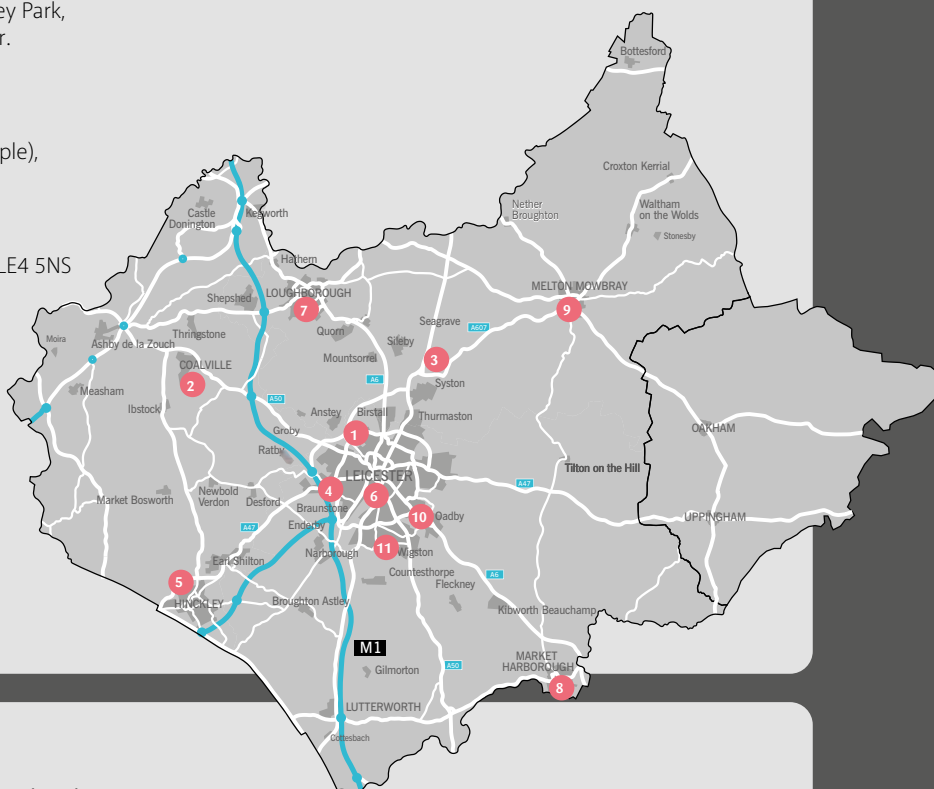 ey Park,
r.
ple),
LE4 5NS
Bottesford
Croxton Kerrial
Nether
Broughton
Waltham
on the Wolds
Stonesby
Castle
Donington
Kegworth
Hathern
MELTON MOWBRAY
9
Shepshed
LOUGHBOROUGH
7
Seagrave
A607
Quorn
Sileby
Moira
Ashby de la Zouch
Thringstone
Mountsorrel
3
COALVILLE
2
A6
Syston
Measham
Ibstock
A50
Anstey
Birstall
Thurmaston
Groby
1
OAKHAM
Ratby
LEICESTER
Tilton on the Hill
Market Bosworth
Newbold
Verdon
Desford
4
6
A47
Braunstone
Enderby
10
Oadby
UPPINGHAM
A47
Narborough
11
Wigston
Earl Shilton
Countesthorpe
Fleckney
A6
5
HINCKLEY
Broughton Astley
Kibworth Beauchamp
M1
MARKET
HARBOROUGH
Gilmorton
A50
8
LUTTERWORTH
Cottesbach